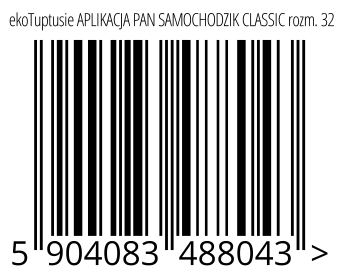 ekoTuptusie APLIKACJA PAN SAMOCHODZIK CLASSIC rozm. 32
5 904083 488043 >